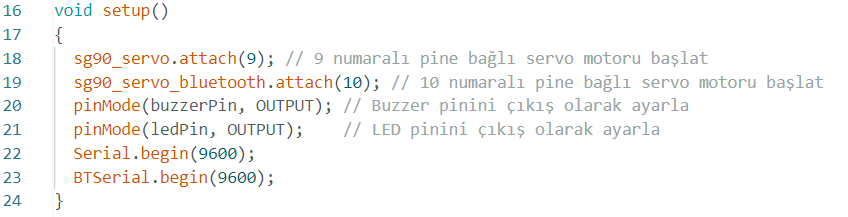 16 void setup()
17 {
18 sg90_servo.attach(9); // 9 numaralı pine bağlı servo motoru başlat
19 sg90_servo_bluetooth.attach(10); // 10 numaralı pine bağlı servo motoru başlat
20 pinMode(buzzerPin, OUTPUT); // Buzzer pinini çıkış olarak ayarla
21 pinMode(ledPin, OUTPUT); // LED pinini çıkış olarak ayarla
22 Serial.begin(9600);
23 BTSerial.begin(9600);
24 }